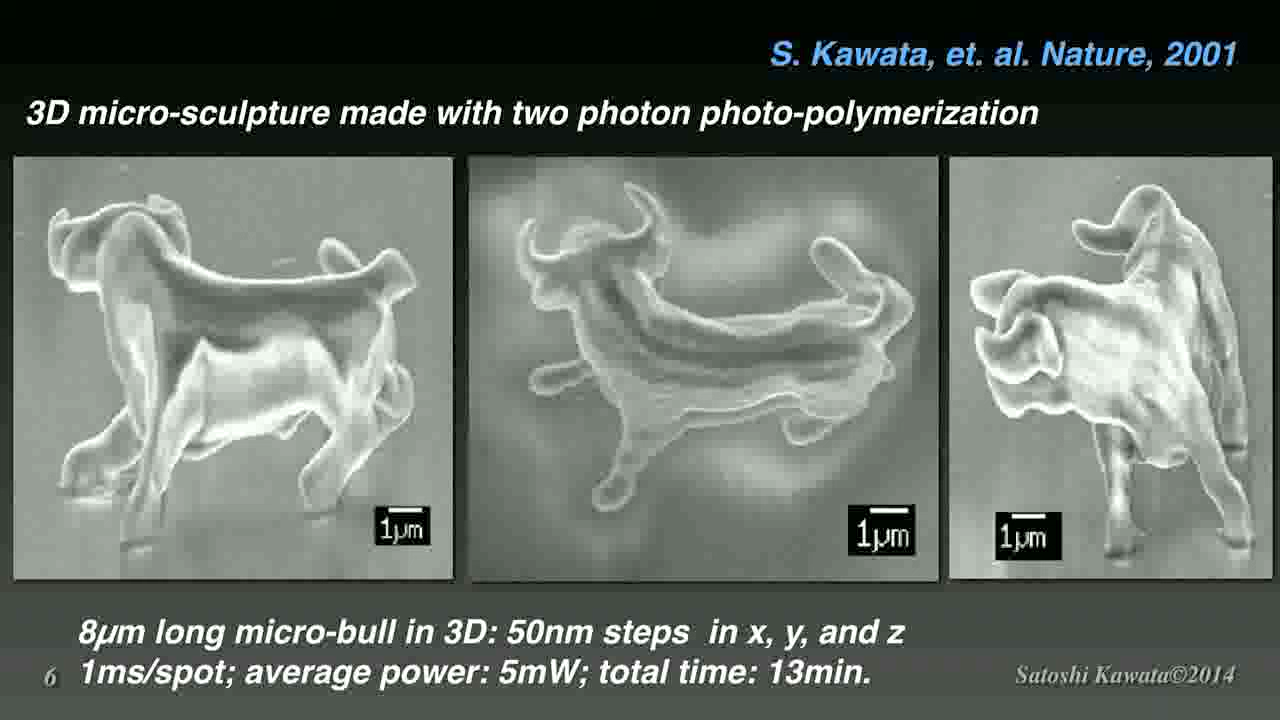 S. Kawata, et. al. Nature, 2001
3D micro-sculpture made with two photon photo-polymerization
1µm
1µm
1µm
8µm long micro-bull in 3D: 50nm steps in x, y, and z
1ms/spot; average power: 5mW; total time: 13min.
6
Satoshi Kawata©2014